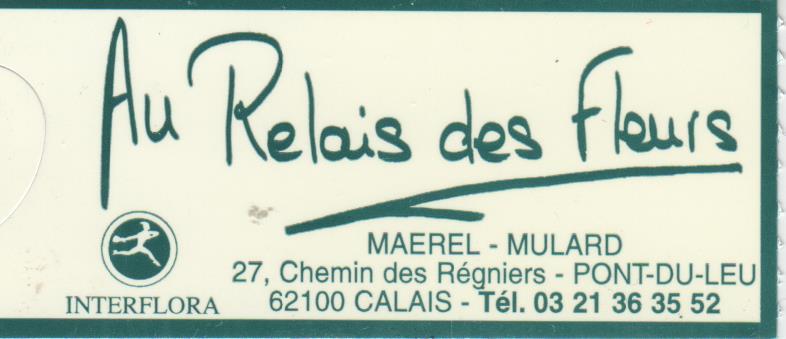 Au Relais des Fleurs
MAEREL - MULARD
27, Chemin des Régniers - PONT-DU-LEU
62100 CALAIS - Tél. 03 21 36 35 52
INTERFLORA